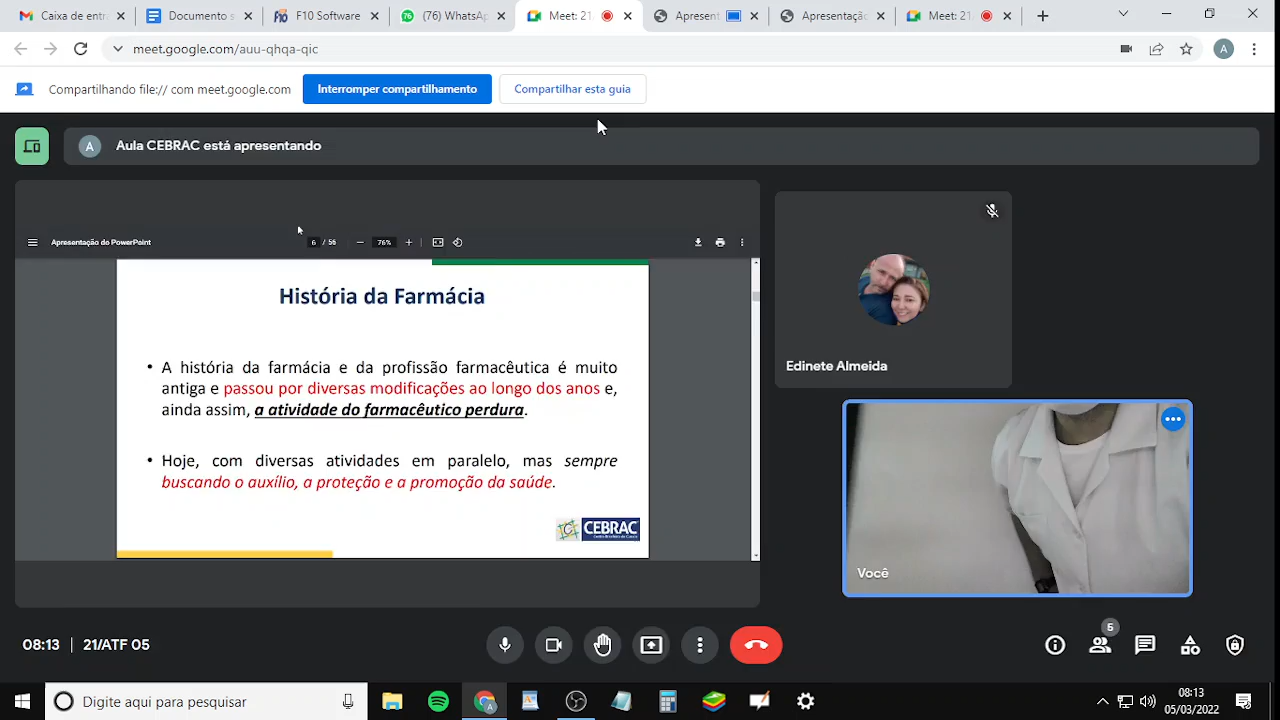 Caixa de entra
Documento s
F10 Software
(76) WhatsA
Meet: 21
Apresent
Apresentaç
Meet: 21
meet.google.com/auu-qhqa-qic
A
Compartilhando file:// com meet.google.com
Interromper compartilhamento
Compartilhar esta guia
A
Aula CEBRAC está apresentando
Apresentação do PowerPoint
6 / 56
76%
História da Farmácia
• A história da farmácia e da profissão farmacêutica é muito
antiga e passou por diversas modificações ao longo dos anos e,
ainda assim, a atividade do farmacêutico perdura.
• Hoje, com diversas atividades em paralelo, mas sempre
buscando o auxílio, a proteção e a promoção da saúde.
CEBRAC
Edinete Almeida
Você
08:13 | 21/ATF 05
5
Digite aqui para pesquisar
08:13
05/03/2022